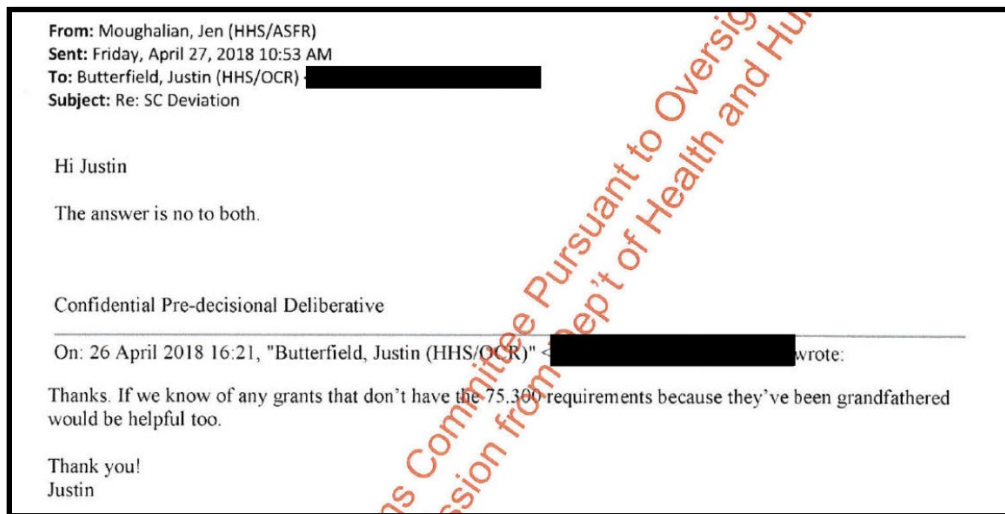 From: Moughalian, Jen (HHS/ASFR)
Sent: Friday, April 27, 2018 10:53 AM
To: Butterfield, Justin (HHS/OCR)
Subject: Re: SC Deviation
Hi Justin
The answer is no to both.
Confidential Pre-decisional Deliberative
On: 26 April 2018 16:21, "Butterfield, Justin (HHS/OCR)" < wrote:
Thanks. If we know of any grants that don't have the 75.300 requirements because they've been grandfathered
would be helpful too.
Thank you!
Justin
Committee Pursuant to
from Dep't of Health and